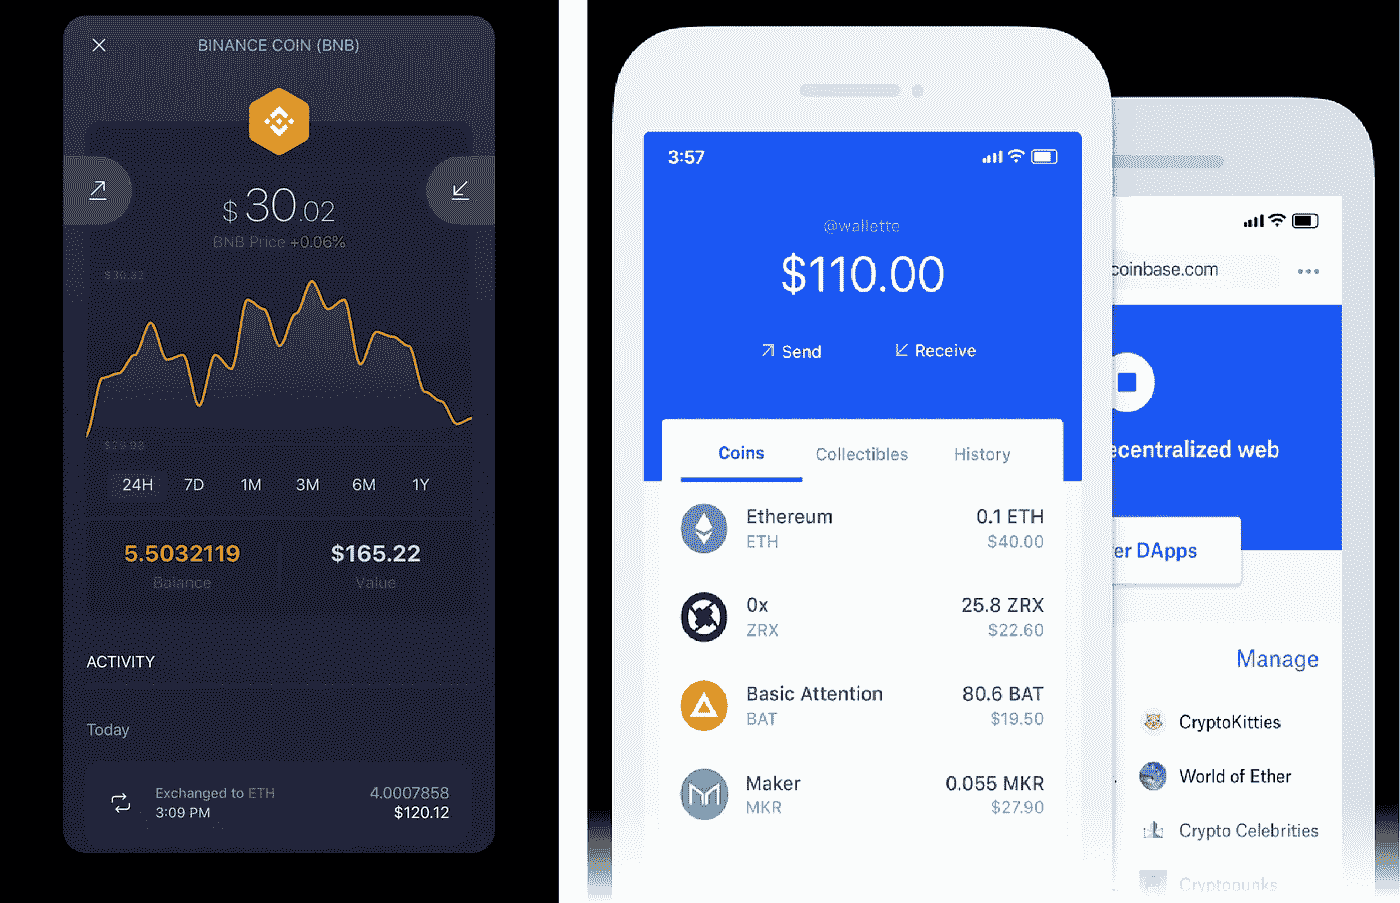 BINANCE COIN (BNB)
$ 30.02
BNB Price +0.06%
24H 7D 1M 3M 6M 1Y
5.5032119 $165.22
Balance Value
ACTIVITY
Today
Exchanged to ETH 4.0007858
3:09 PM $120.12
3:57
@wallette
$110.00
Send Receive
Coins Collectibles History
Ethereum 0.1 ETH
ETH $40.00
0x 25.8 ZRX
ZRX $22.60
Basic Attention 80.6 BAT
BAT $19.50
Maker 0.055 MKR
MKR $27.90
coinbase.com
ecentralized web
er DApps
Manage
CryptoKitties
World of Ether
Crypto Celebrities
Cryptopunks